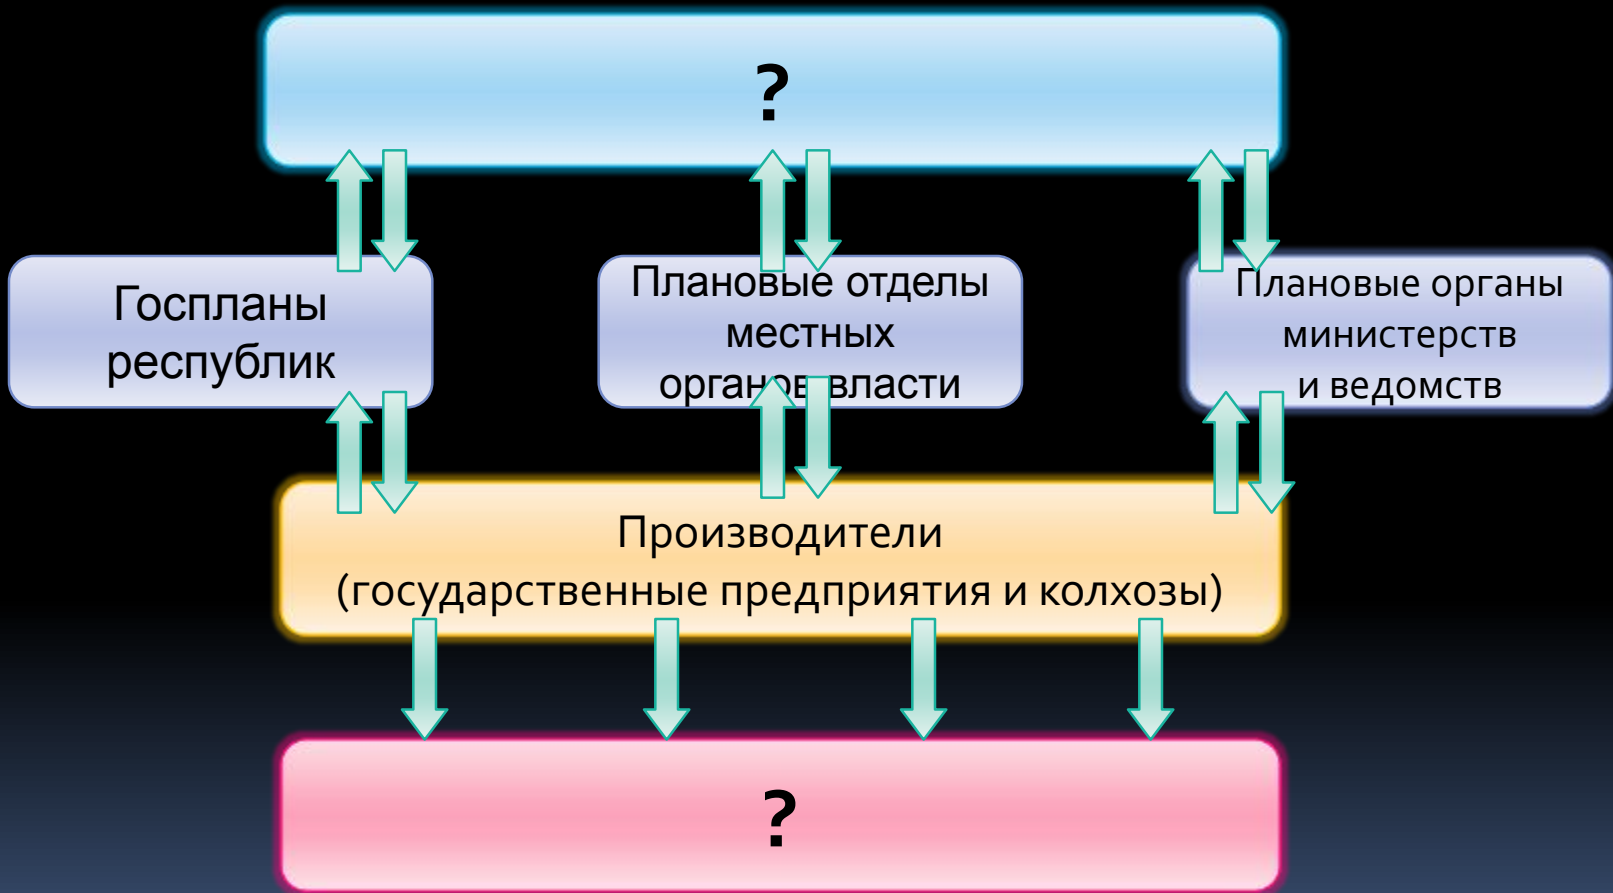 ?
Госпланы
республик
Плановые отделы
местных
органов власти
Плановые органы
министерств
и ведомств
Производители
(государственные предприятия и колхозы)
?